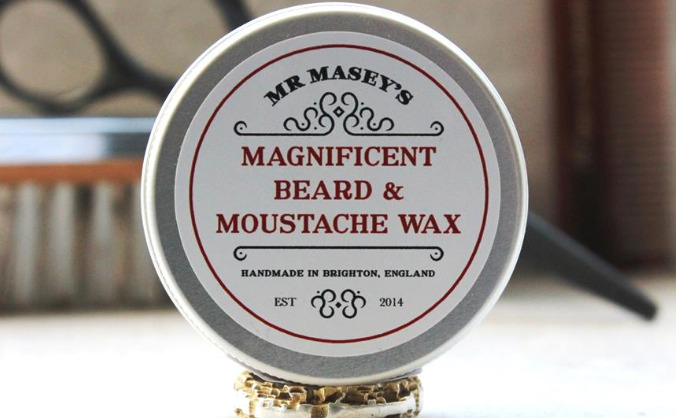 MR MASEY'S
MAGNIFICENT
BEARD &
MOUSTACHE WAX
HANDMADE IN BRIGHTON, ENGLAND
EST 2014